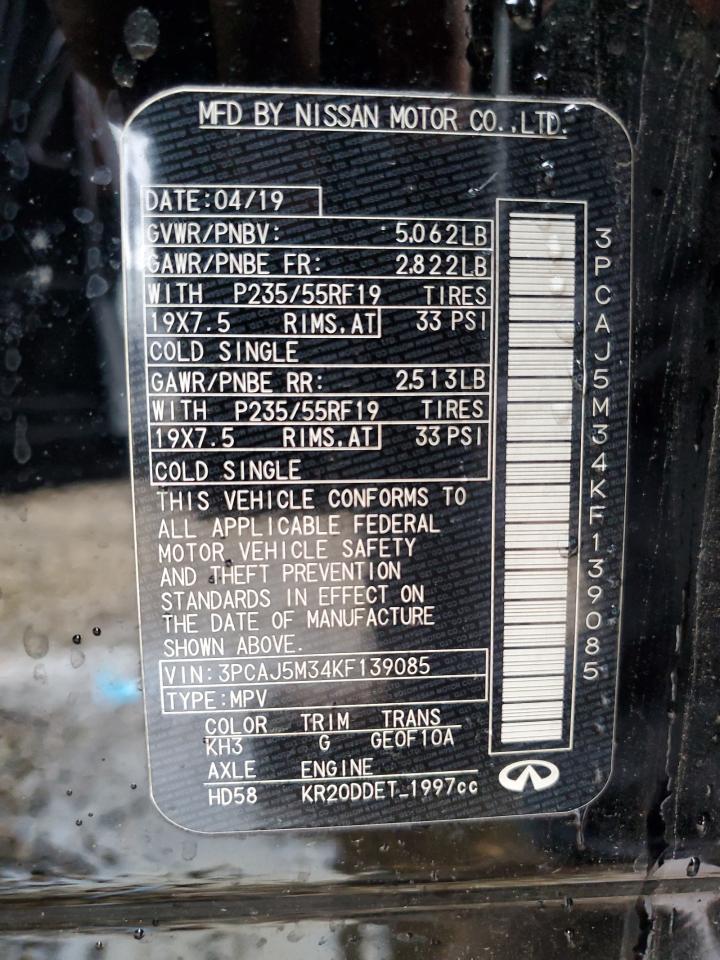 MFD BY NISSAN MOTOR CO.,LTD.
DATE:04/19
GVWR/PNBV: 5.062LB
GAWR/PNBE FR: 2.822LB
WITH P235/55RF19 TIRES
19X7.5 RIMS.AT 33 PSI
COLD SINGLE
GAWR/PNBE RR: 2.513LB
WITH P235/55RF19 TIRES
19X7.5 RIMS.AT 33 PSI
COLD SINGLE
THIS VEHICLE CONFORMS TO
ALL APPLICABLE FEDERAL
MOTOR VEHICLE SAFETY
AND THEFT PREVENTION
STANDARDS IN EFFECT ON
THE DATE OF MANUFACTURE
SHOWN ABOVE.
VIN:3PCAJ5M34KF139085
TYPE:MPV
COLOR TRIM TRANS
KH3 G GE0F10A
AXLE ENGINE
HD58 KR20DDET_1997cc
3PCAJ5M34KF139085